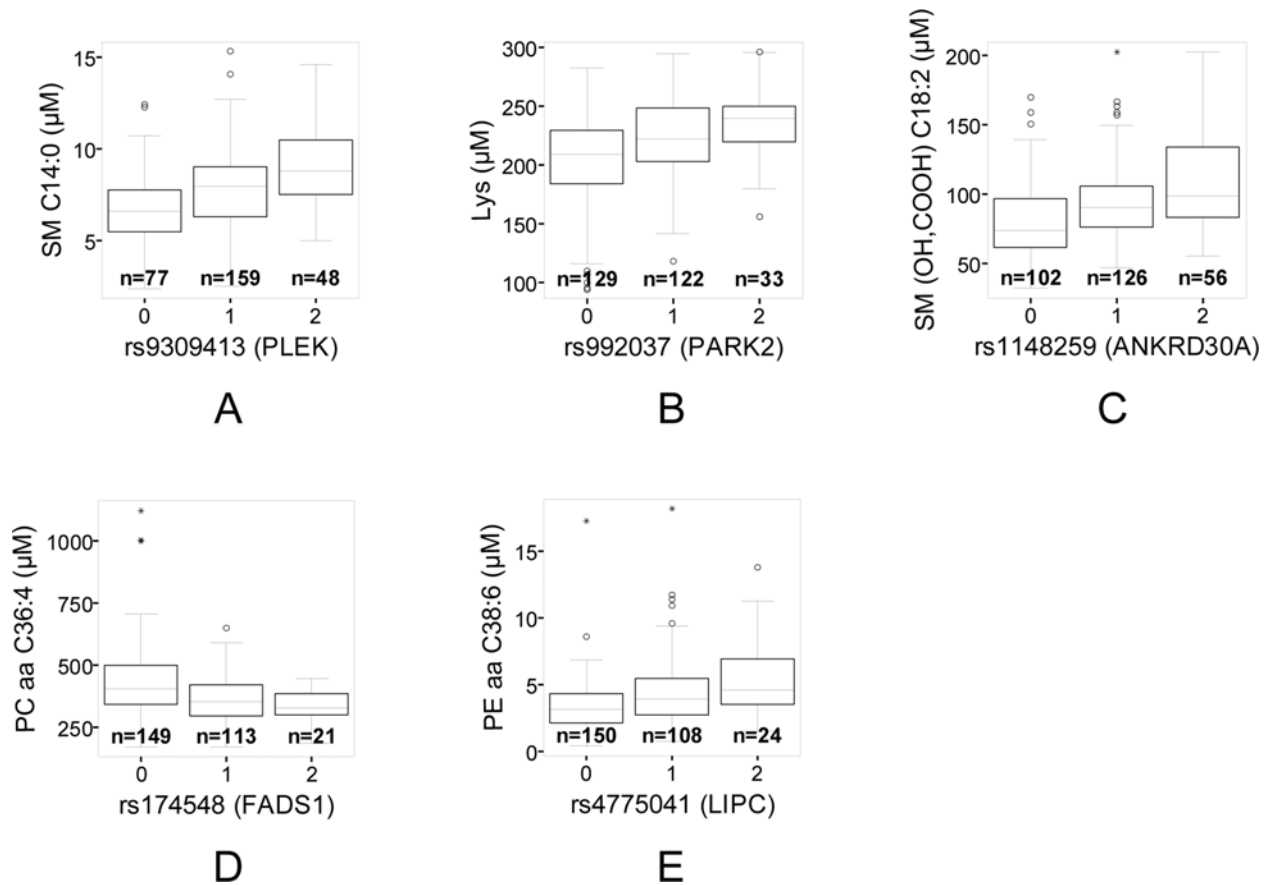 SM C14:0 (µM)
15
10
5
n=77 n=159 n=48
0 1 2
rs9309413 (PLEK)
A
Lys (µM)
300
250
200
150
100
n=129 n=122 n=33
0 1 2
rs992037 (PARK2)
B
SM (OH,COOH) C18:2 (µM)
200
150
100
50
n=102 n=126 n=56
0 1 2
rs1148259 (ANKRD30A)
C
PC aa C36:4 (µM)
1000
750
500
250
n=149 n=113 n=21
0 1 2
rs174548 (FADS1)
D
PE aa C38:6 (µM)
15
10
5
0
n=150 n=108 n=24
0 1 2
rs4775041 (LIPC)
E